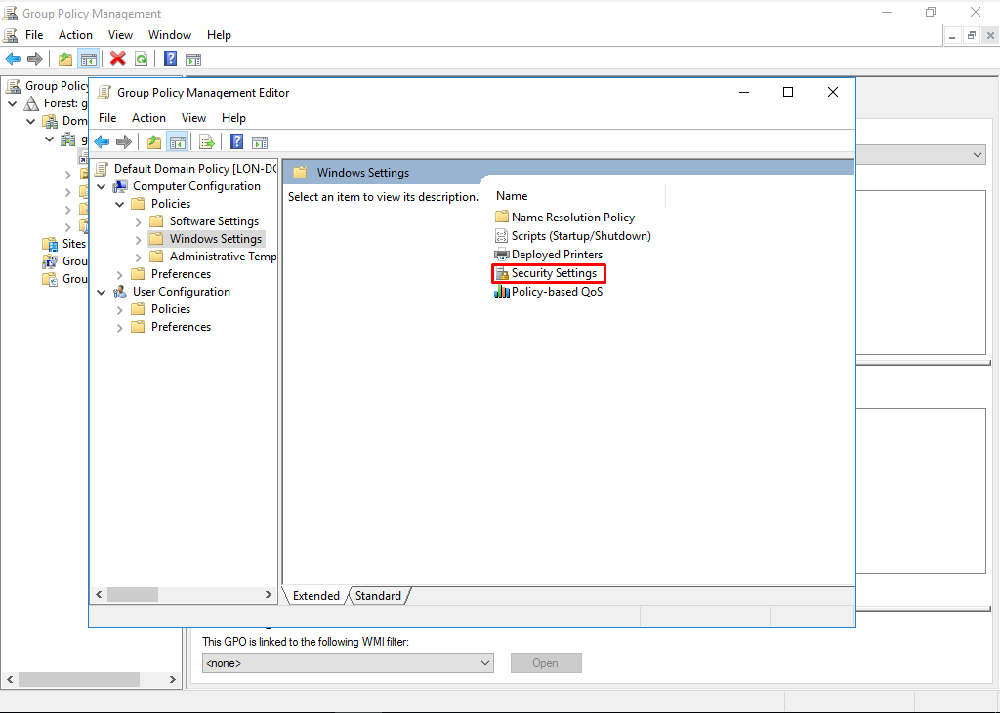 Group Policy Management
File Action View Window Help
Group Policy
Forest: g
Dom
g
Sites
Grou
Grou
Group Policy Management Editor
File Action View Help
Default Domain Policy [LON-DC
Computer Configuration
Policies
Software Settings
Windows Settings
Administrative Temp
Preferences
User Configuration
Policies
Preferences
Windows Settings
Select an item to view its description.
Name
Name Resolution Policy
Scripts (Startup/Shutdown)
Deployed Printers
Security Settings
Policy-based QoS
Extended Standard
This GPO is linked to the following WMI filter:
<none> Open